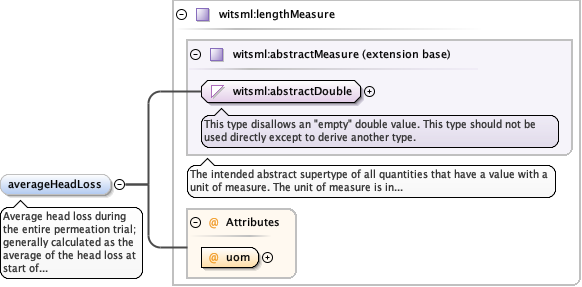 witsml:lengthMeasure
witsml:abstractMeasure (extension base)
witsml:abstractDouble
This type disallows an "empty" double value. This type should not be
used directly except to derive another type.
The intended abstract supertype of all quantities that have a value with a
unit of measure. The unit of measure is in...
averageHeadLoss
Average head loss during
the entire permeation trial;
generally calculated as the
average of the head loss at
start of...
@ Attributes
@ uom